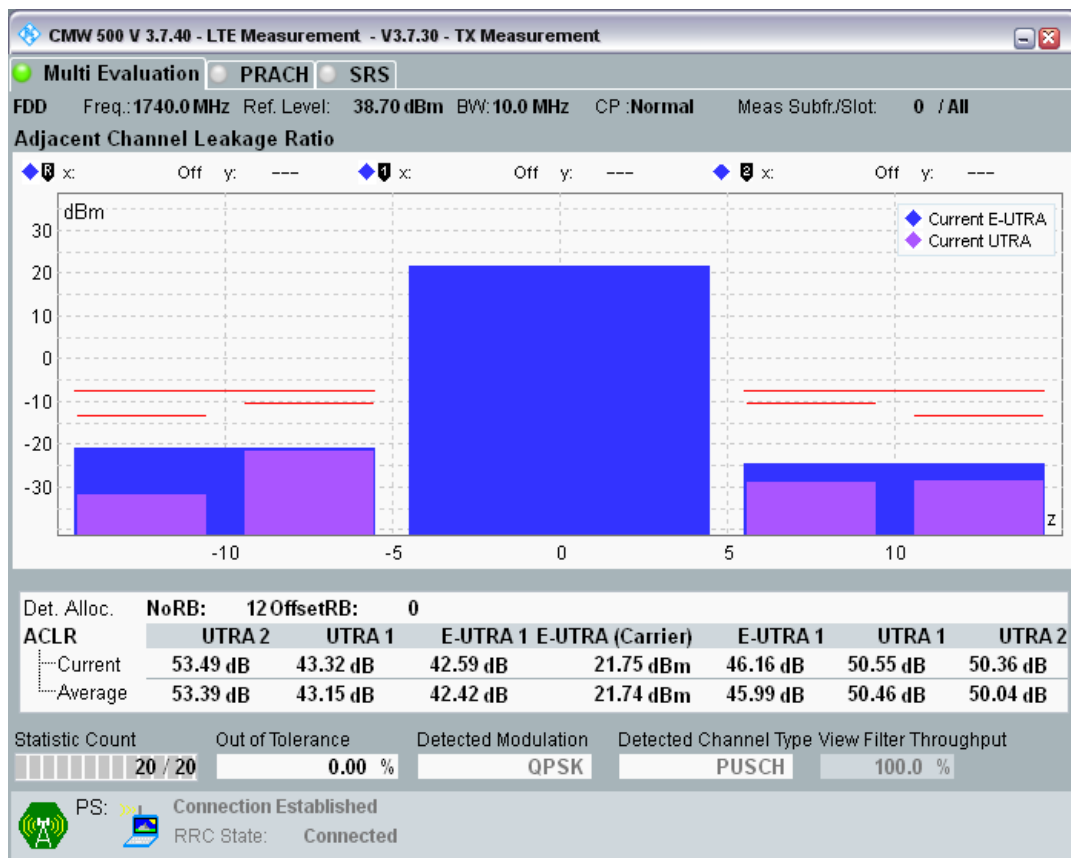 CMW 500 V 3.7.40 - LTE Measurement - V3.7.30 - TX Measurement
Multi Evaluation PRACH SRS
FDD Freq.: 1740.0 MHz Ref. Level: 38.70 dBm BW: 10.0 MHz CP :Normal Meas Subfr./Slot: 0 / All
Adjacent Channel Leakage Ratio
R x: Off y: --- 1 x: Off y: --- 2 x: Off y: ---
dBm
Current E-UTRA
Current UTRA
30
20
10
0
-10
-20
-30
z
-10 -5 0 5 10
Det. Alloc. NoRB: 12 OffsetRB: 0
ACLR UTRA 2 UTRA 1 E-UTRA 1 E-UTRA (Carrier) E-UTRA 1 UTRA 1 UTRA 2
Current 53.49 dB 43.32 dB 42.59 dB 21.75 dBm 46.16 dB 50.55 dB 50.36 dB
Average 53.39 dB 43.15 dB 42.42 dB 21.74 dBm 45.99 dB 50.46 dB 50.04 dB
Statistic Count Out of Tolerance Detected Modulation Detected Channel Type View Filter Throughput
20 / 20 0.00 % QPSK PUSCH 100.0 %
PS: Connection Established
RRC State: Connected